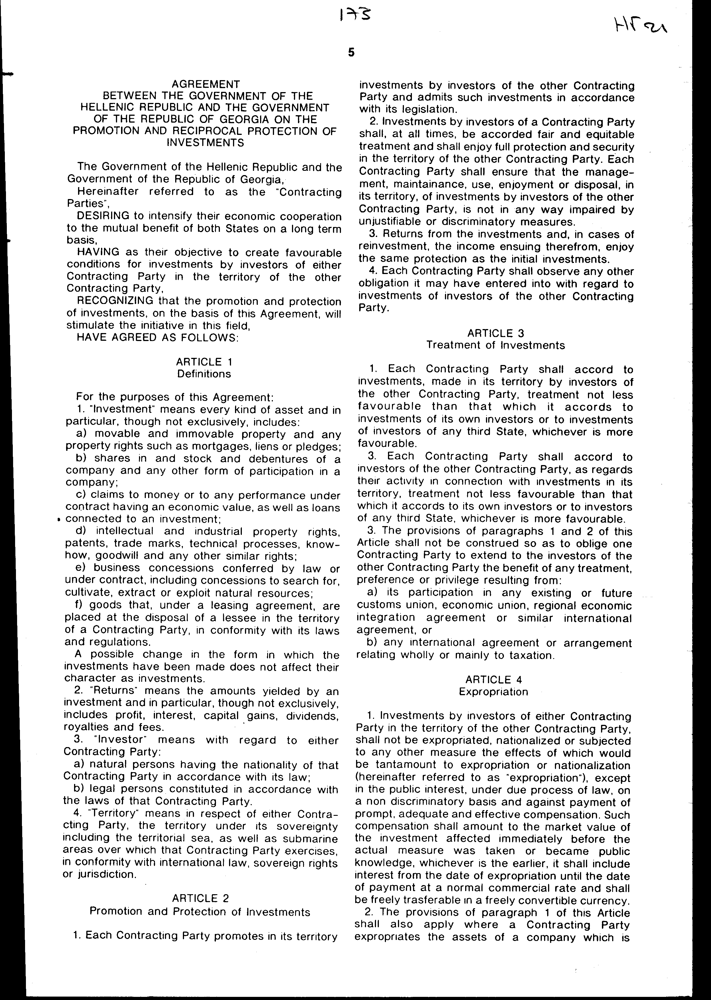 173
HΓ 21
5
AGREEMENT
BETWEEN THE GOVERNMENT OF THE
HELLENIC REPUBLIC AND THE GOVERNMENT
OF THE REPUBLIC OF GEORGIA ON THE
PROMOTION AND RECIPROCAL PROTECTION OF
INVESTMENTS
The Government of the Hellenic Republic and the
Government of the Republic of Georgia,
Hereinafter referred to as the "Contracting
Parties",
DESIRING to intensify their economic cooperation
to the mutual benefit of both States on a long term
basis,
HAVING as their objective to create favourable
conditions for investments by investors of either
Contracting Party in the territory of the other
Contracting Party,
RECOGNIZING that the promotion and protection
of investments, on the basis of this Agreement, will
stimulate the initiative in this field,
HAVE AGREED AS FOLLOWS:
ARTICLE 1
Definitions
For the purposes of this Agreement:
1. "Investment" means every kind of asset and in
particular, though not exclusively, includes:
a) movable and immovable property and any
property rights such as mortgages, liens or pledges;
b) shares in and stock and debentures of a
company and any other form of participation in a
company;
c) claims to money or to any performance under
contract having an economic value, as well as loans
connected to an investment;
d) intellectual and industrial property rights,
patents, trade marks, technical processes, know-
how, goodwill and any other similar rights;
e) business concessions conferred by law or
under contract, including concessions to search for,
cultivate, extract or exploit natural resources;
f) goods that, under a leasing agreement, are
placed at the disposal of a lessee in the territory
of a Contracting Party, in conformity with its laws
and regulations.
A possible change in the form in which the
investments have been made does not affect their
character as investments.
2. "Returns" means the amounts yielded by an
investment and in particular, though not exclusively,
includes profit, interest, capital gains, dividends,
royalties and fees.
3. "Investor" means with regard to either
Contracting Party:
a) natural persons having the nationality of that
Contracting Party in accordance with its law;
b) legal persons constituted in accordance with
the laws of that Contracting Party.
4. "Territory" means in respect of either Contra-
cting Party, the territory under its sovereignty
including the territorial sea, as well as submarine
areas over which that Contracting Party exercises,
in conformity with international law, sovereign rights
or jurisdiction.
ARTICLE 2
Promotion and Protection of Investments
1. Each Contracting Party promotes in its territory
investments by investors of the other Contracting
Party and admits such investments in accordance
with its legislation.
2. Investments by investors of a Contracting Party
shall, at all times, be accorded fair and equitable
treatment and shall enjoy full protection and security
in the territory of the other Contracting Party. Each
Contracting Party shall ensure that the manage-
ment, maintainance, use, enjoyment or disposal, in
its territory, of investments by investors of the other
Contracting Party, is not in any way impaired by
unjustifiable or discriminatory measures.
3. Returns from the investments and, in cases of
reinvestment, the income ensuing therefrom, enjoy
the same protection as the initial investments.
4. Each Contracting Party shall observe any other
obligation it may have entered into with regard to
investments of investors of the other Contracting
Party.
ARTICLE 3
Treatment of Investments
1. Each Contracting Party shall accord to
investments, made in its territory by investors of
the other Contracting Party, treatment not less
favourable than that which it accords to
investments of its own investors or to investments
of investors of any third State, whichever is more
favourable.
3. Each Contracting Party shall accord to
investors of the other Contracting Party, as regards
their activity in connection with investments in its
territory, treatment not less favourable than that
which it accords to its own investors or to investors
of any third State, whichever is more favourable.
3. The provisions of paragraphs 1 and 2 of this
Article shall not be construed so as to oblige one
Contracting Party to extend to the investors of the
other Contracting Party the benefit of any treatment,
preference or privilege resulting from:
a) its participation in any existing or future
customs union, economic union, regional economic
integration agreement or similar international
agreement, or
b) any international agreement or arrangement
relating wholly or mainly to taxation.
ARTICLE 4
Expropriation
1. Investments by investors of either Contracting
Party in the territory of the other Contracting Party,
shall not be expropriated, nationalized or subjected
to any other measure the effects of which would
be tantamount to expropriation or nationalization
(hereinafter referred to as "expropriation"), except
in the public interest, under due process of law, on
a non discriminatory basis and against payment of
prompt, adequate and effective compensation. Such
compensation shall amount to the market value of
the investment affected immediately before the
actual measure was taken or became public
knowledge, whichever is the earlier, it shall include
interest from the date of expropriation until the date
of payment at a normal commercial rate and shall
be freely trasferable in a freely convertible currency.
2. The provisions of paragraph 1 of this Article
shall also apply where a Contracting Party
expropriates the assets of a company which is